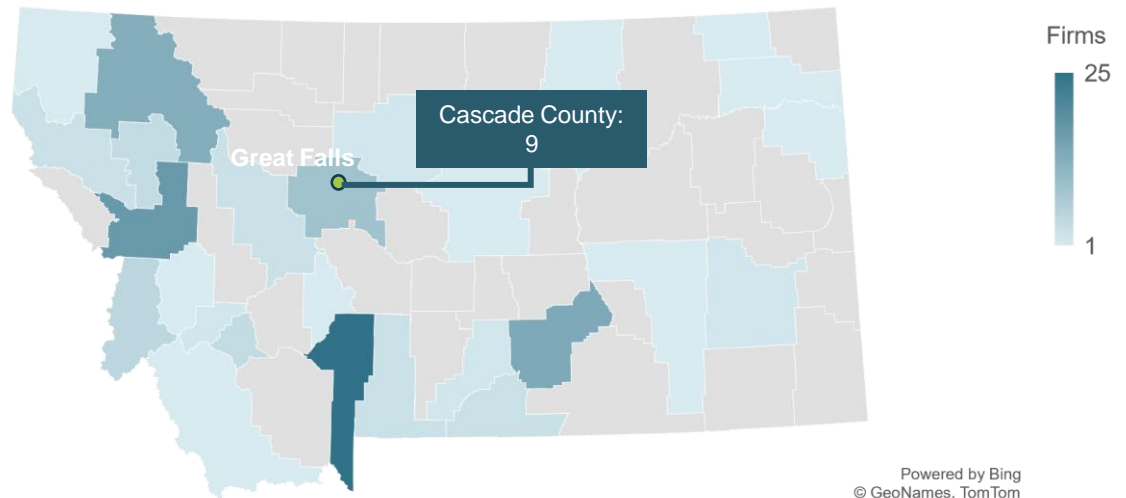 Firms
25
Cascade County:
9
Great Falls
1
Powered by Bing
© GeoNames, TomTom